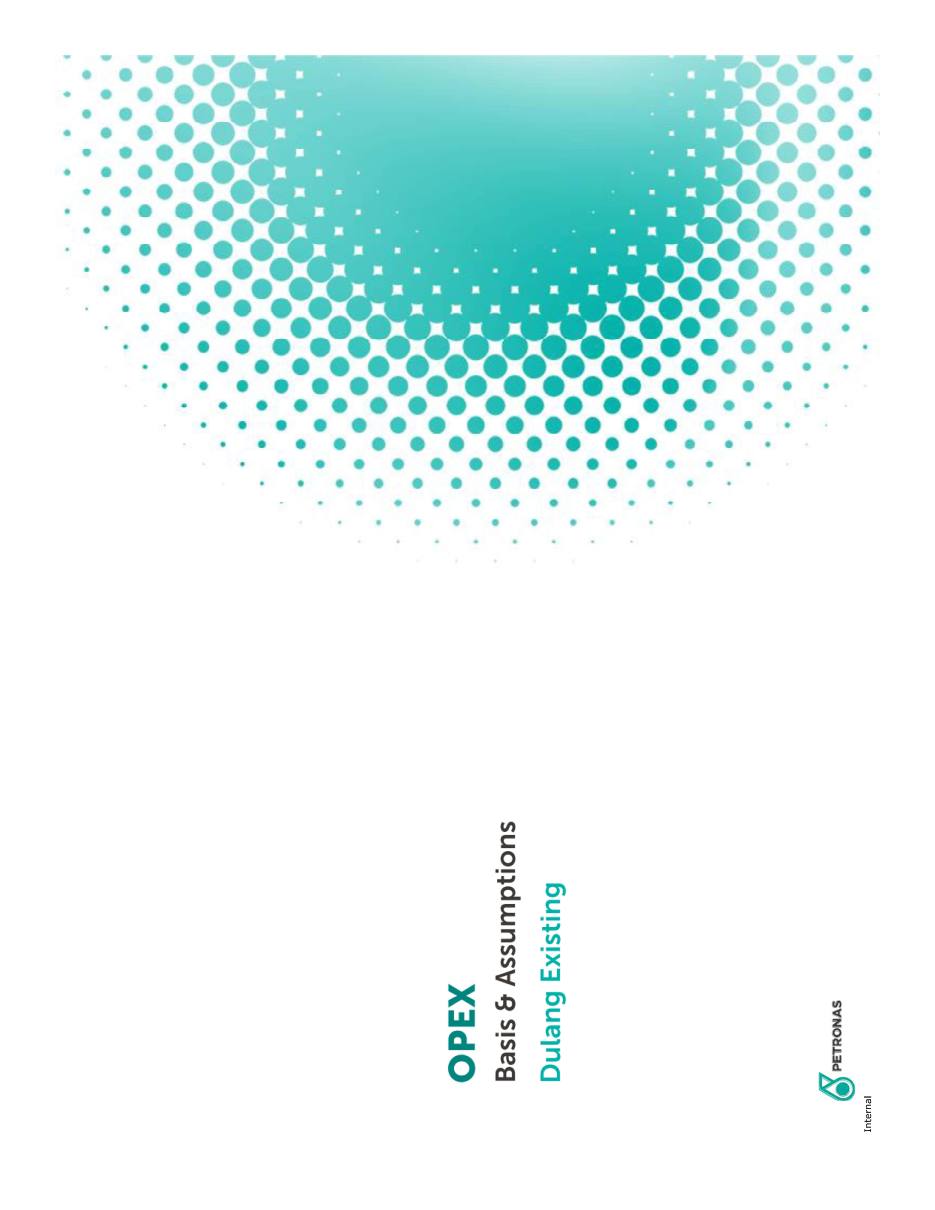 OPEX
Basis & Assumptions
Dulang Existing
PETRONAS
Internal